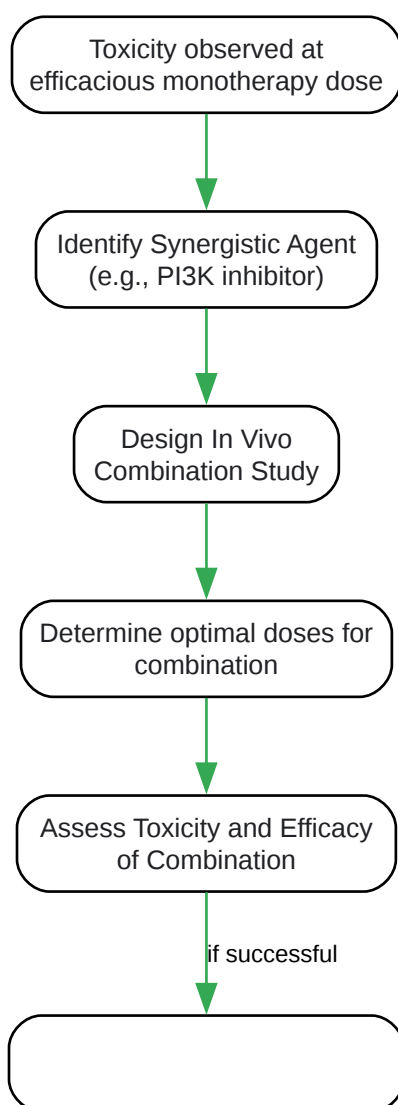 Toxicity observed at
efficacious monotherapy dose
Identify Synergistic Agent
(e.g., PI3K inhibitor)
Design In Vivo
Combination Study
Determine optimal doses for
combination
Assess Toxicity and Efficacy
of Combination
if successful